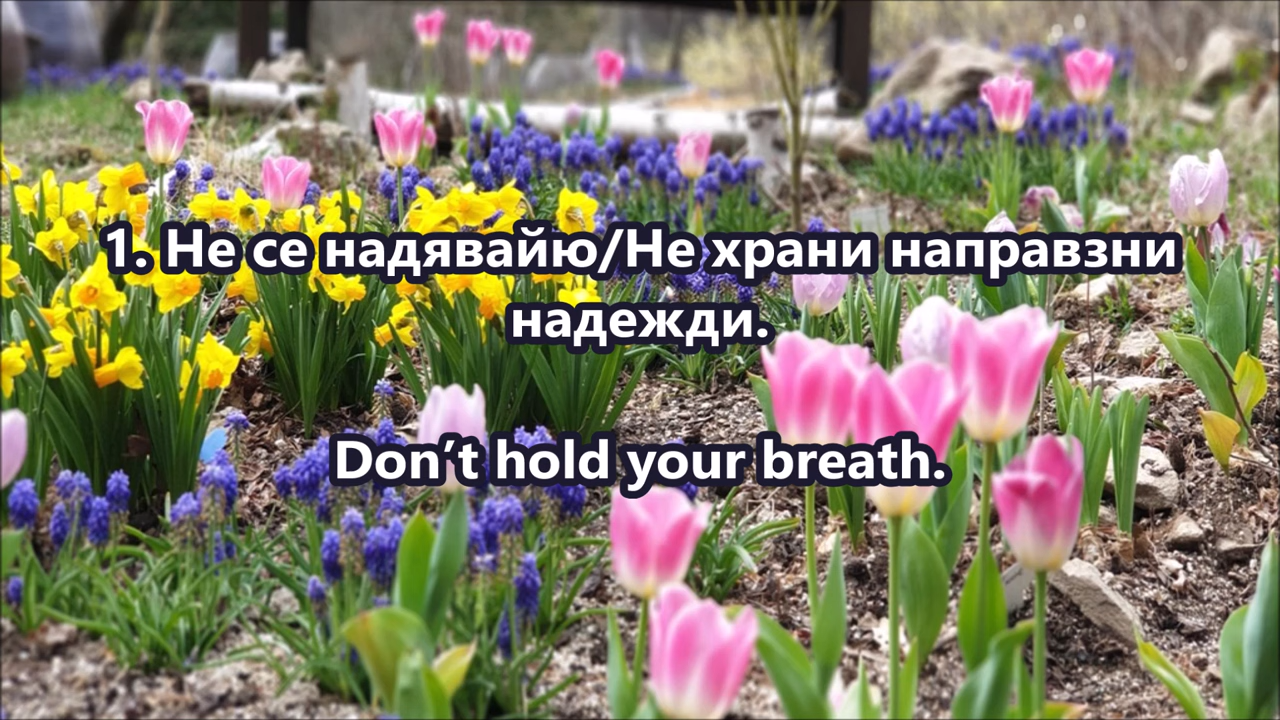 1. Не се надявайю/Не храни направзни
надежди.
Don’t hold your breath.